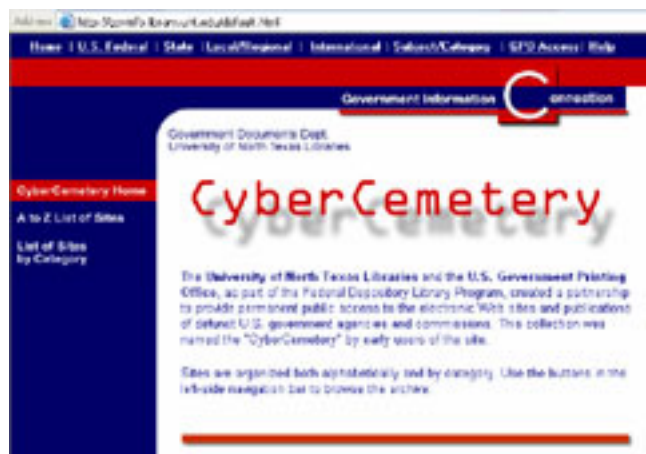 Home | U.S. Federal | State | Local/Regional | International | Subject/Category | GPO Access | Help
Government Information Connection
Government Documents Dept.
University of North Texas Libraries
CyberCemetery Home
A to Z List of Sites
List of Sites
by Category
CyberCemetery
The University of North Texas Libraries and the U.S. Government Printing
Office, as part of the Federal Depository Library Program, created a partnership
to provide permanent public access to the electronic Web sites and publications
of defunct U.S. government agencies and commissions. This collection was
named the "CyberCemetery" by early users of the site.
Sites are organized both alphabetically and by category. Use the buttons in the
left-side navigation bar to browse the archive.